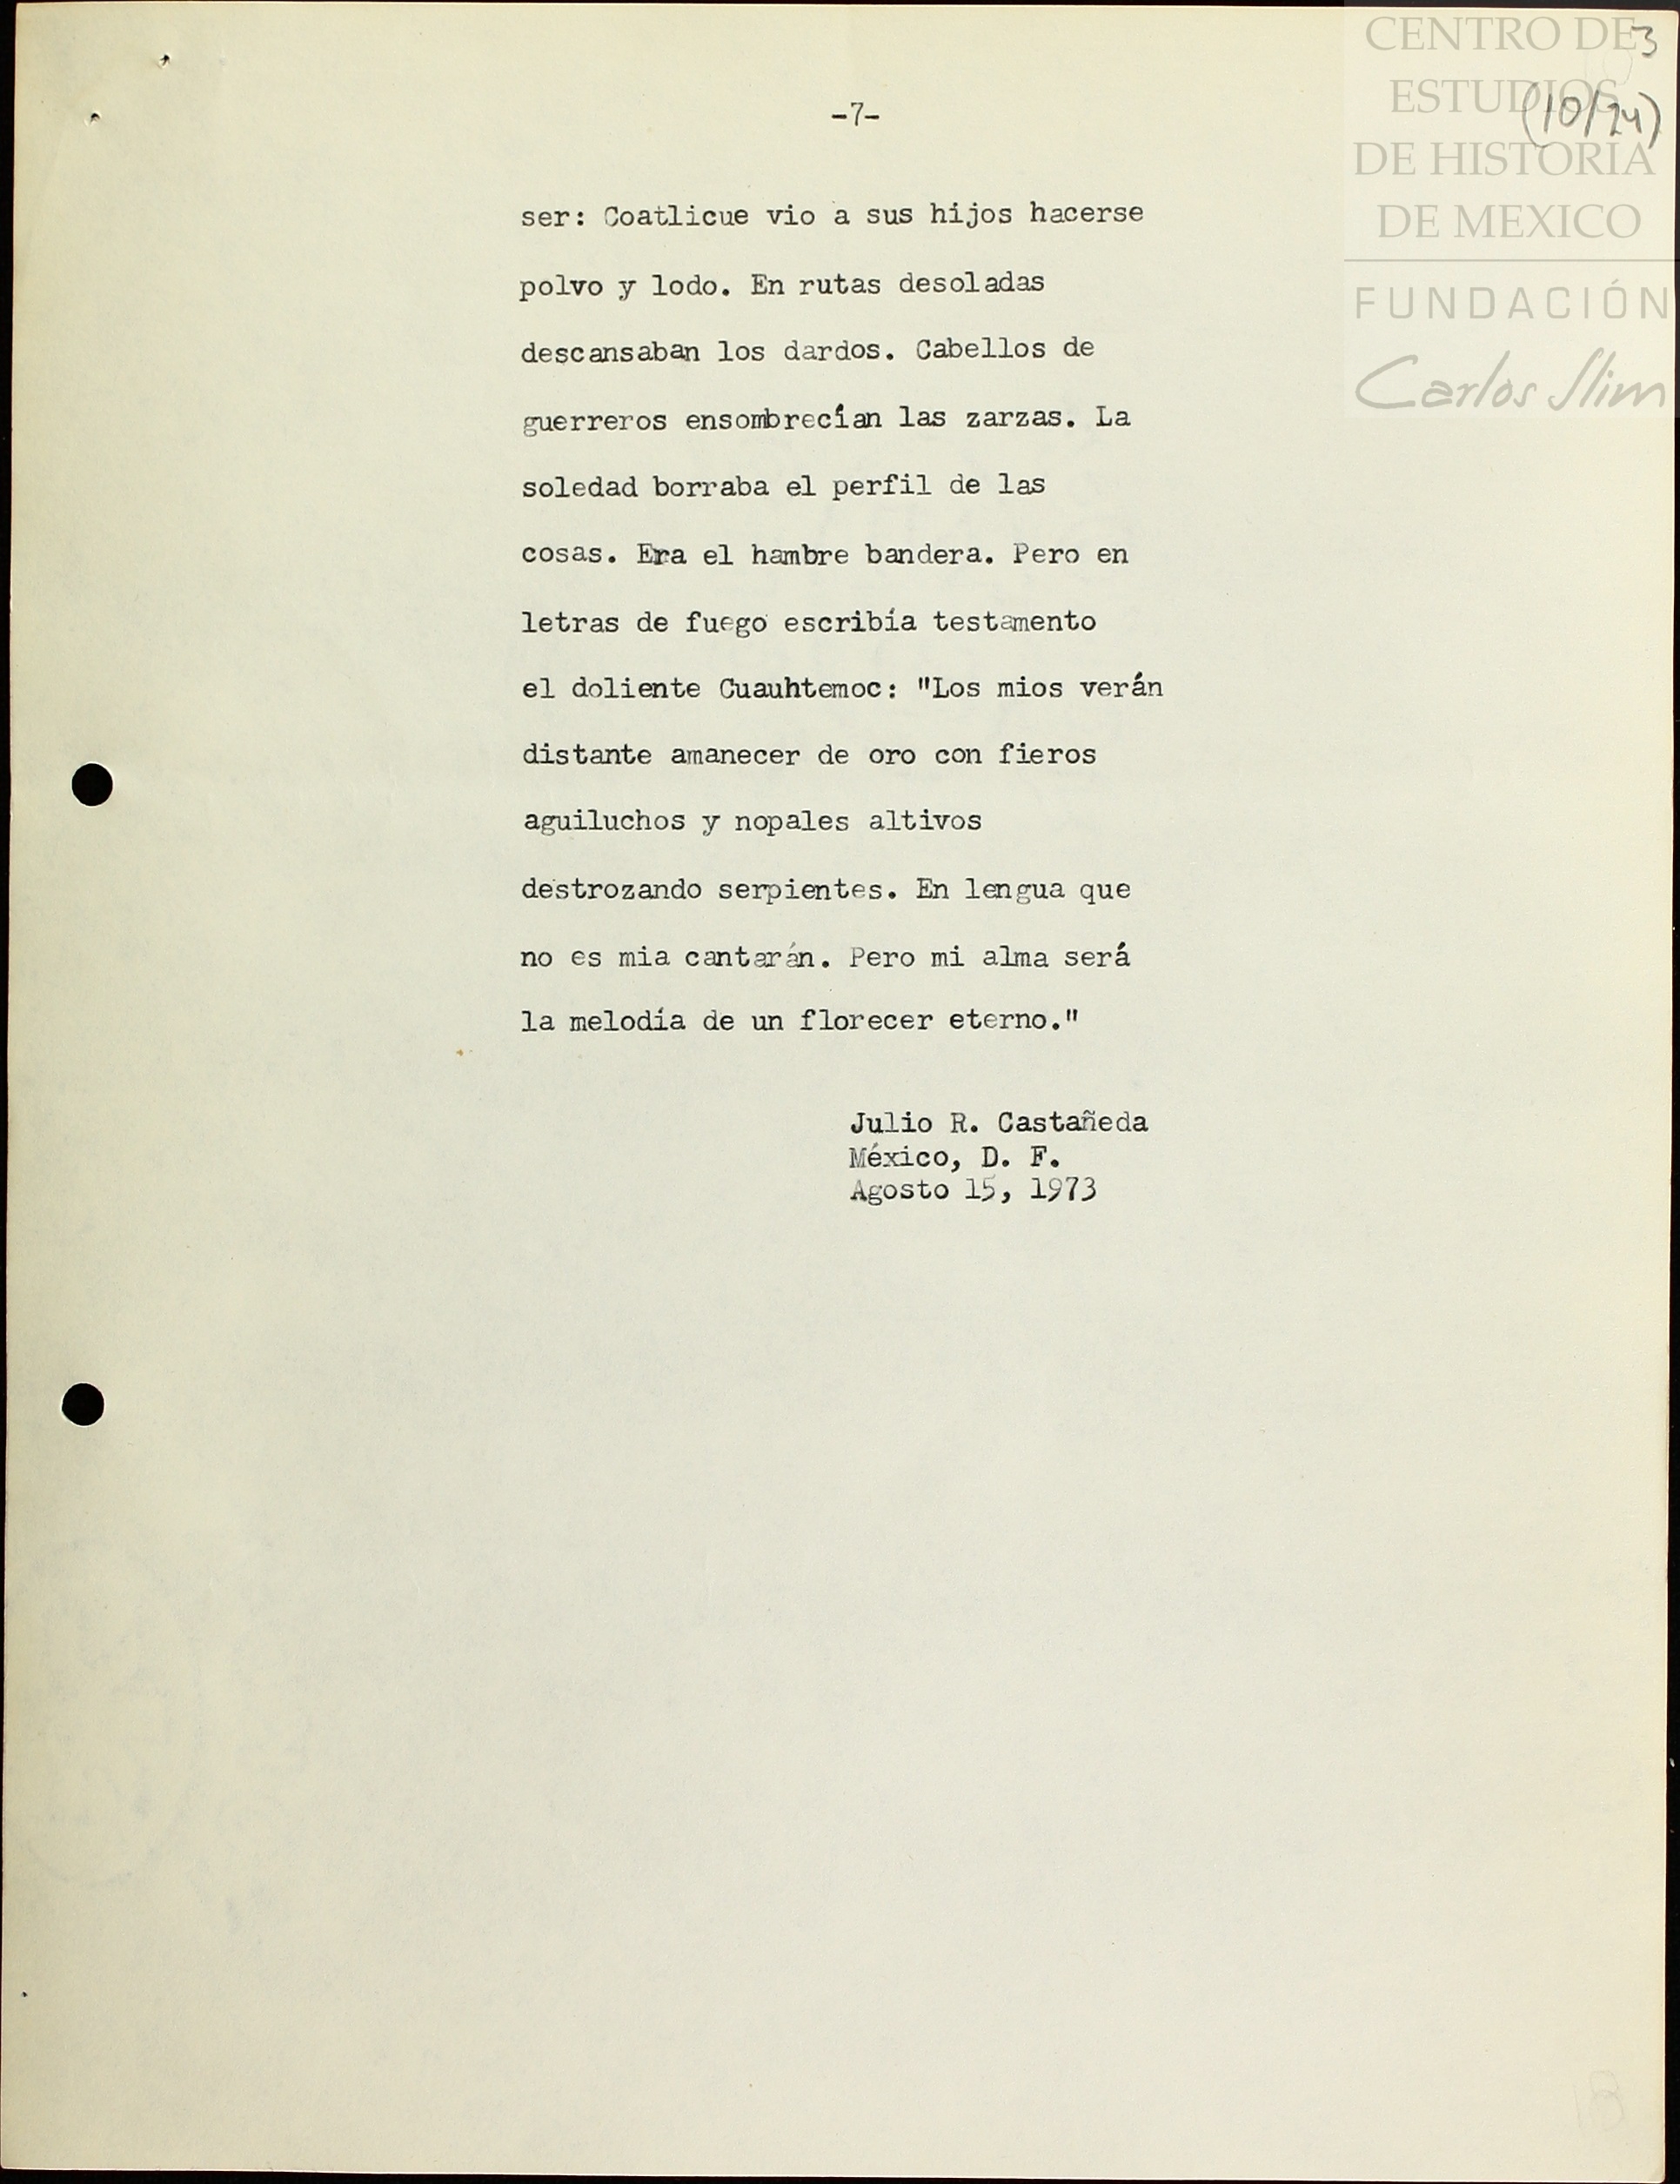 CENTRO DE
ESTUDIOS
DE HISTORIA
DE MEXICO
FUNDACIÓN
Carlos Slim
3
(10/24)
-7-
ser: Coatlicue vio a sus hijos hacerse
polvo y lodo. En rutas desoladas
descansaban los dardos. Cabellos de
guerreros ensombrecían las zarzas. La
soledad borraba el perfil de las
cosas. Era el hambre bandera. Pero en
letras de fuego escribía testamento
el doliente Cuauhtemoc: "Los mios verán
distante amanecer de oro con fieros
aguiluchos y nopales altivos
destrozando serpientes. En lengua que
no es mia cantarán. Pero mi alma será
la melodía de un florecer eterno."
Julio R. Castañeda
México, D. F.
Agosto 15, 1973